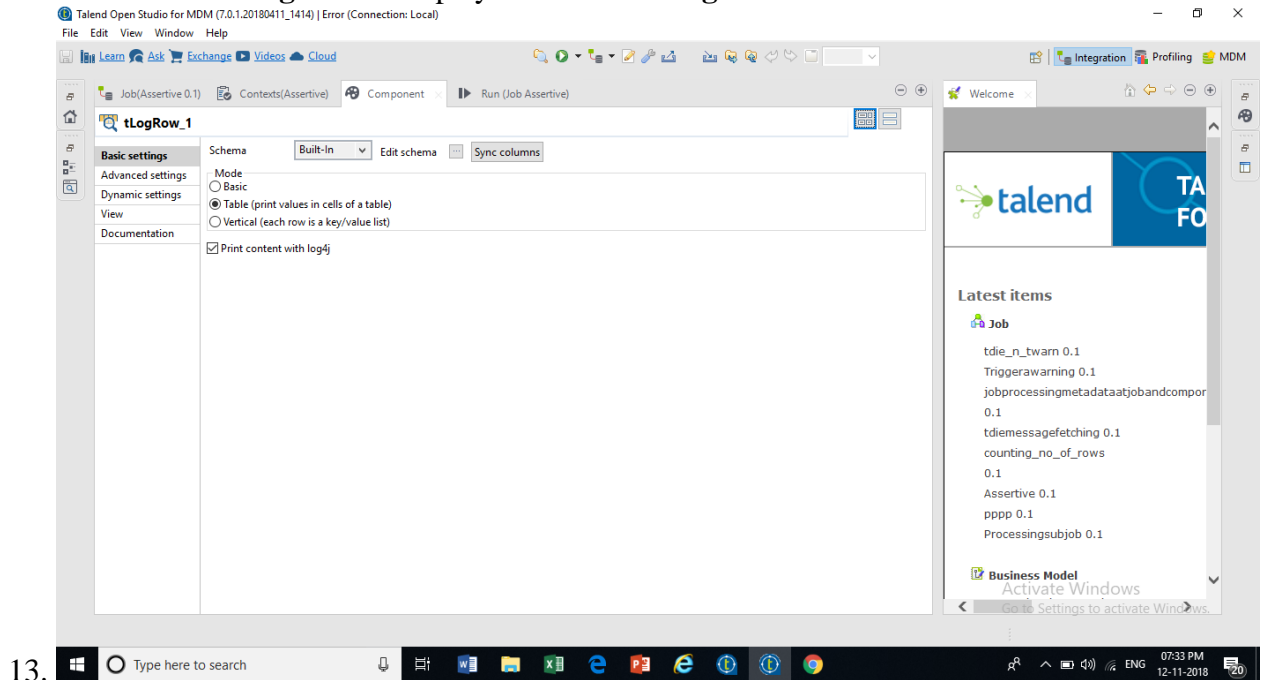 Talend Open Studio for MDM (7.0.1.20180411_1414) | Error (Connection: Local)
File Edit View Window Help
Learn Ask Exchange Videos Cloud
Integration Profiling MDM
Job(Assertive 0.1) Contexts(Assertive) Component Run (Job Assertive)
Welcome
tLogRow_1
Basic settings
Advanced settings
Dynamic settings
View
Documentation
Schema Built-In Edit schema ... Sync columns
Mode
Basic
Table (print values in cells of a table)
Vertical (each row is a key/value list)
Print content with log4j
talend
TA
FO
Latest items
Job
tdie_n_twarn 0.1
Triggerawarning 0.1
jobprocessingmetadataatjobandcompor
0.1
tdiemessagefetching 0.1
counting_no_of_rows
0.1
Assertive 0.1
pppp 0.1
Processingsubjob 0.1
Business Model
Activate Windows
Go to Settings to activate Windows.
13.
Type here to search
ENG
07:33 PM
12-11-2018
20